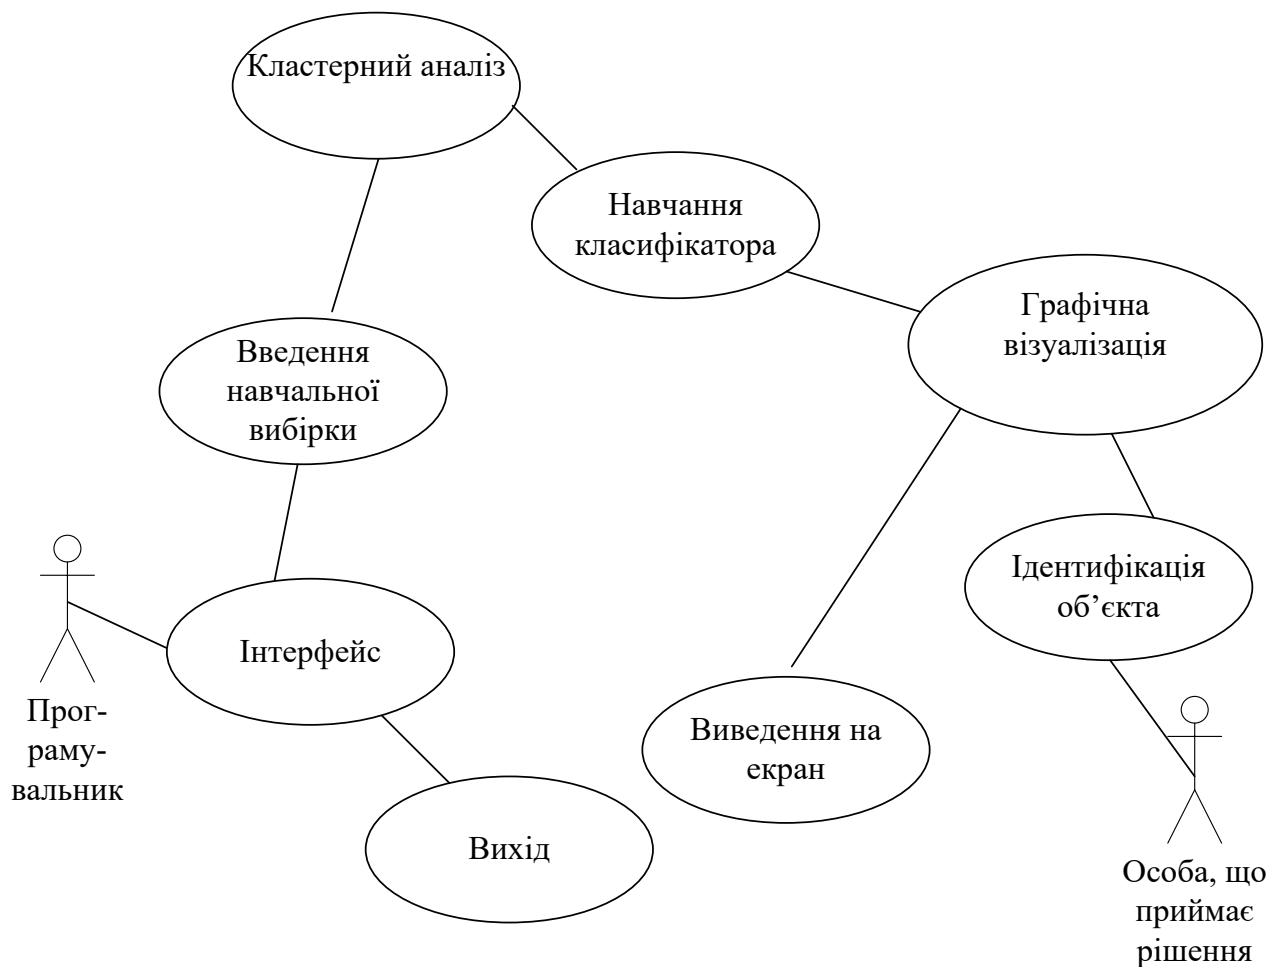 Кластерний аналіз
Навчання
класифікатора
Графічна
візуалізація
Введення
навчальної
вибірки
Ідентифікація
об’єкта
Інтерфейс
Прог-
раму-
вальник
Виведення на
екран
Вихід
Особа, що
приймає
рішення